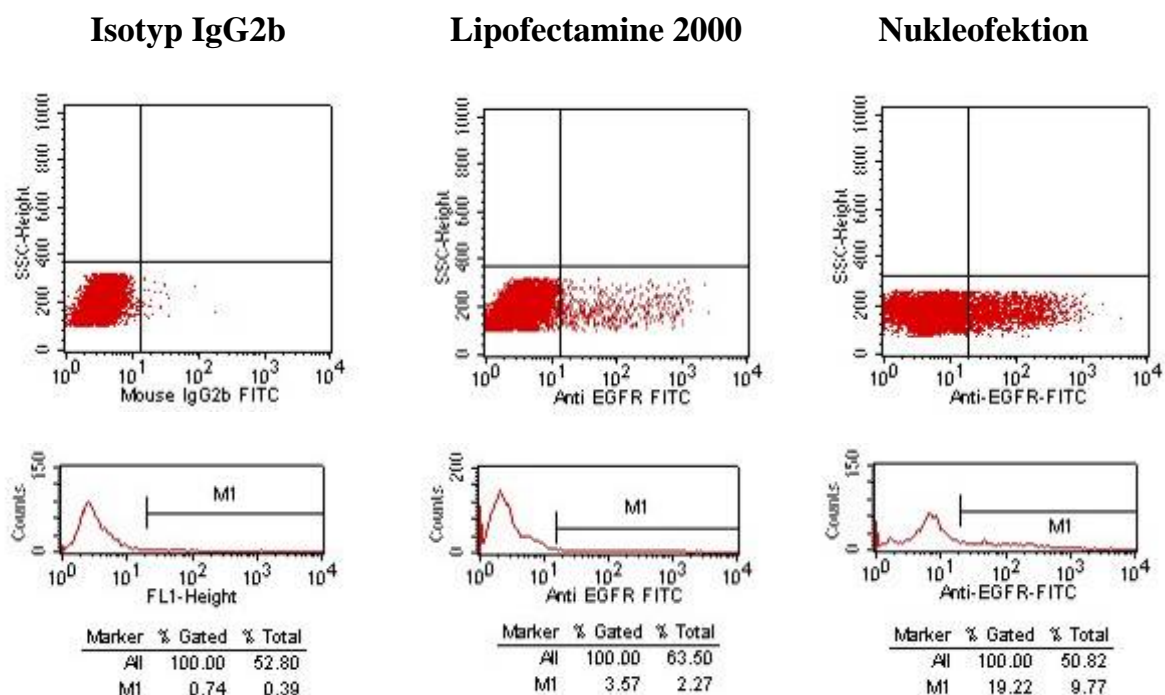 Isotyp IgG2b
Lipofectamine 2000
Nukleofektion
SSC-Height
0 200 400 600 800 1000
10^0 10^1 10^2 10^3 10^4
Mouse IgG2b FITC
SSC-Height
0 200 400 600 800 1000
10^0 10^1 10^2 10^3 10^4
Anti EGFR FITC
SSC-Height
0 200 400 600 800 1000
10^0 10^1 10^2 10^3 10^4
Anti-EGFR-FITC
Counts
0 150
M1
10^0 10^1 10^2 10^3 10^4
FL1-Height
Marker % Gated % Total
All 100.00 52.80
M1 0.74 0.39
Counts
0 200
M1
10^0 10^1 10^2 10^3 10^4
Anti EGFR FITC
Marker % Gated % Total
All 100.00 63.50
M1 3.57 2.27
Counts
0 150
M1
10^0 10^1 10^2 10^3 10^4
Anti-EGFR-FITC
Marker % Gated % Total
All 100.00 50.82
M1 19.22 9.77